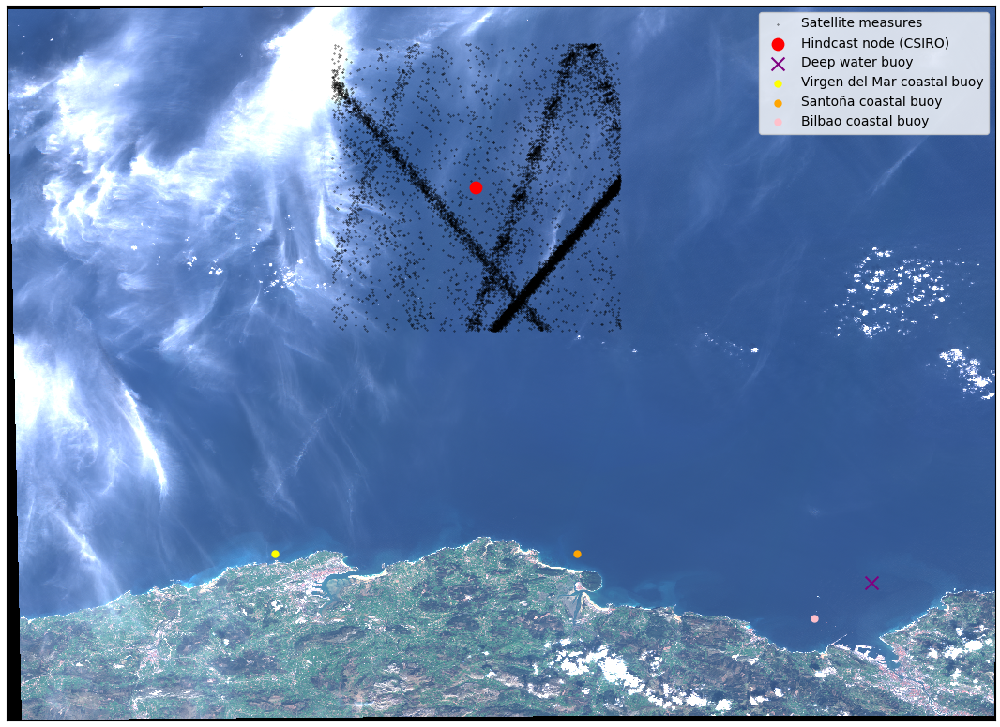 Satellite measures
Hindcast node (CSIRO)
Deep water buoy
Virgen del Mar coastal buoy
Santoña coastal buoy
Bilbao coastal buoy